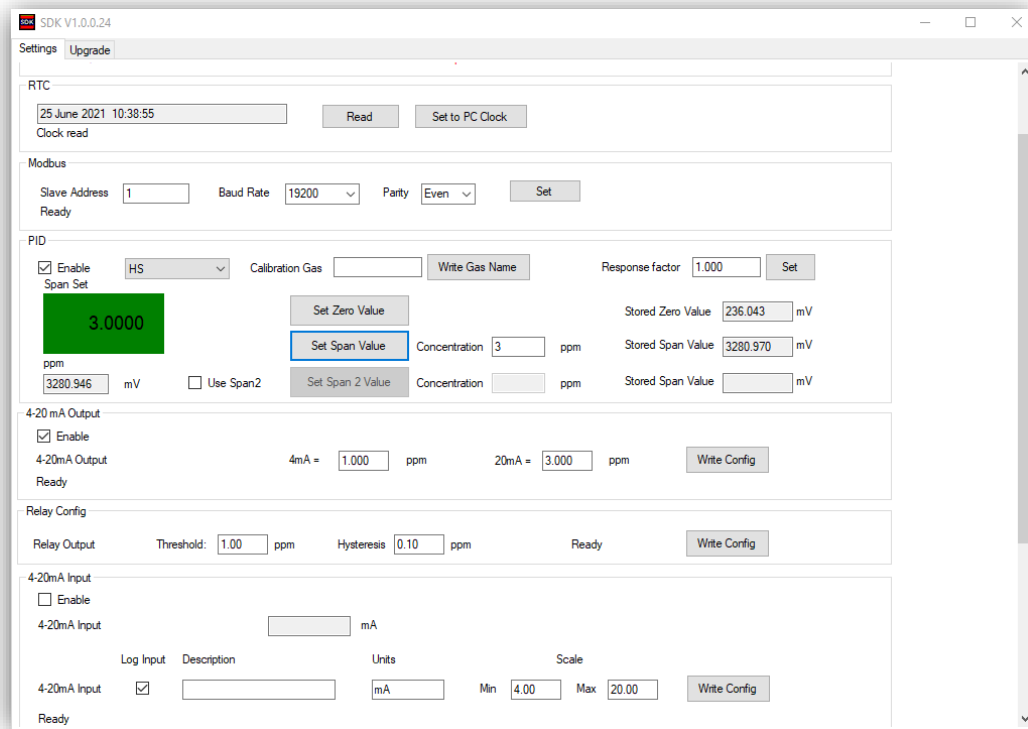 SDK SDK V1.0.0.24
Settings Upgrade
RTC
25 June 2021 10:38:55 Read Set to PC Clock
Clock read
Modbus
Slave Address 1 Baud Rate 19200 Parity Even Set
Ready
PID
Enable HS Calibration Gas Write Gas Name Response factor 1.000 Set
Span Set
3.0000 Set Zero Value Stored Zero Value 236.043 mV
Set Span Value Concentration 3 ppm Stored Span Value 3280.970 mV
ppm
3280.946 mV Use Span2 Set Span 2 Value Concentration ppm Stored Span Value mV
4-20 mA Output
Enable
4-20mA Output 4mA = 1.000 ppm 20mA = 3.000 ppm Write Config
Ready
Relay Config
Relay Output Threshold: 1.00 ppm Hysteresis 0.10 ppm Ready Write Config
4-20mA Input
Enable
4-20mA Input mA
Log Input Description Units Scale
4-20mA Input mA Min 4.00 Max 20.00 Write Config
Ready